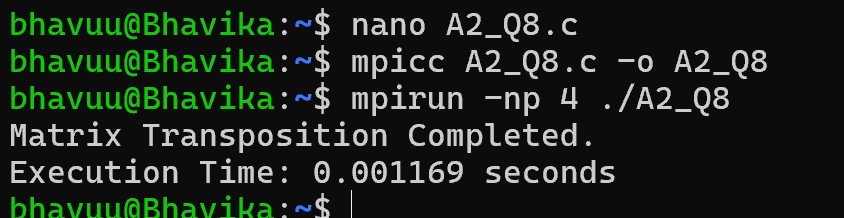 bhavuu@Bhavika:~$ nano A2_Q8.c
bhavuu@Bhavika:~$ mpicc A2_Q8.c -o A2_Q8
bhavuu@Bhavika:~$ mpirun -np 4 ./A2_Q8
Matrix Transposition Completed.
Execution Time: 0.001169 seconds
bhavuu@Bhavika:~$